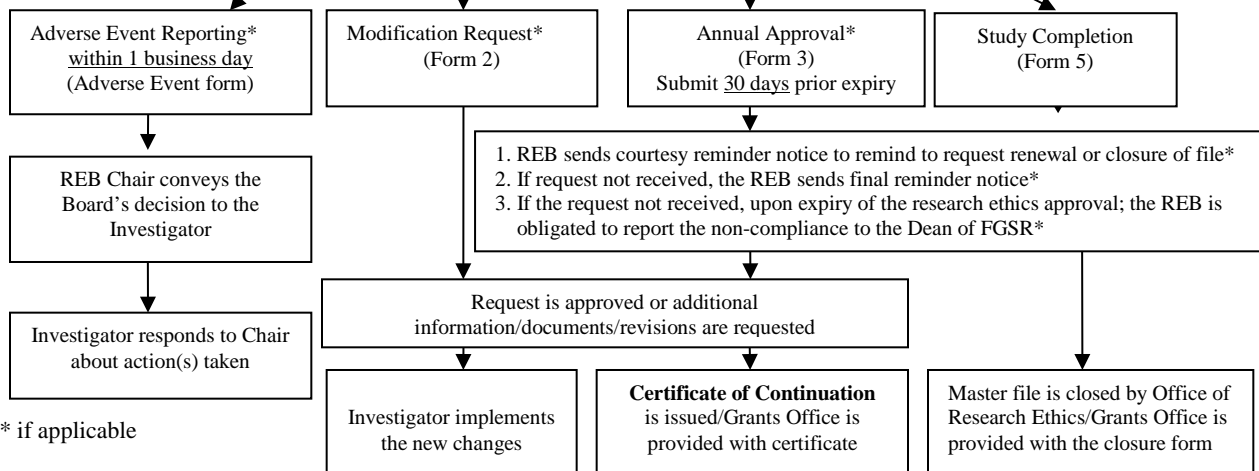 Adverse Event Reporting*
within 1 business day
(Adverse Event form)
Modification Request*
(Form 2)
Annual Approval*
(Form 3)
Submit 30 days prior expiry
Study Completion
(Form 5)
REB Chair conveys the
Board’s decision to the
Investigator
1. REB sends courtesy reminder notice to remind to request renewal or closure of file*
2. If request not received, the REB sends final reminder notice*
3. If the request not received, upon expiry of the research ethics approval; the REB is
obligated to report the non-compliance to the Dean of FGSR*
Investigator responds to Chair
about action(s) taken
Request is approved or additional
information/documents/revisions are requested
Investigator implements
the new changes
Certificate of Continuation
is issued/Grants Office is
provided with certificate
Master file is closed by Office of
Research Ethics/Grants Office is
provided with the closure form
* if applicable